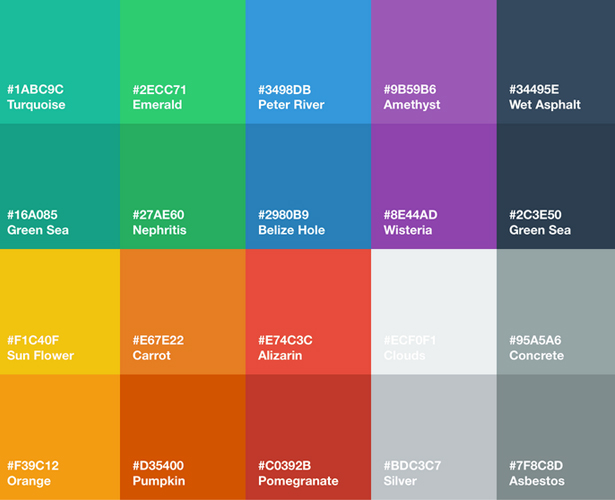 #1ABC9C
Turquoise
#2ECC71
Emerald
#3498DB
Peter River
#9B59B6
Amethyst
#34495E
Wet Asphalt
#16A085
Green Sea
#27AE60
Nephritis
#2980B9
Belize Hole
#8E44AD
Wisteria
#2C3E50
Green Sea
#F1C40F
Sun Flower
#E67E22
Carrot
#E74C3C
Alizarin
#ECF0F1
Clouds
#95A5A6
Concrete
#F39C12
Orange
#D35400
Pumpkin
#C0392B
Pomegranate
#BDC3C7
Silver
#7F8C8D
Asbestos